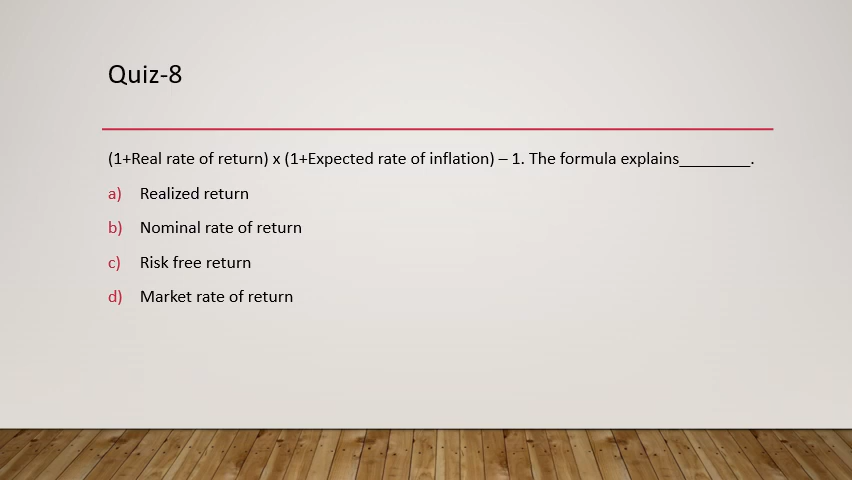 Quiz-8
(1+Real rate of return) x (1+Expected rate of inflation) – 1. The formula explains________.
a) Realized return
b) Nominal rate of return
c) Risk free return
d) Market rate of return